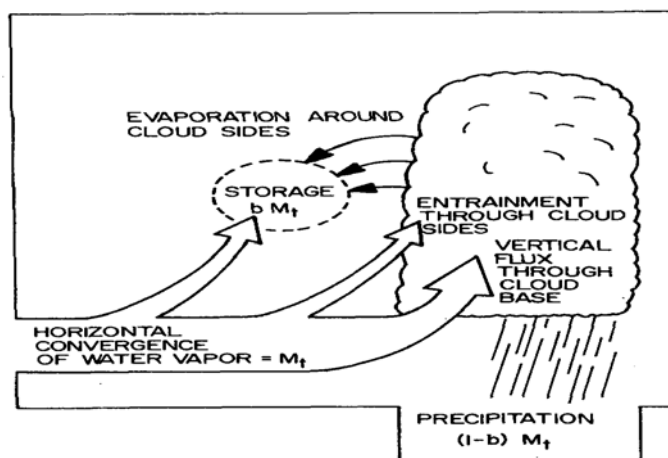 EVAPORATION AROUND
CLOUD SIDES
STORAGE
b Mt
ENTRAINMENT
THROUGH CLOUD
SIDES
VERTICAL
FLUX
THROUGH
CLOUD
BASE
HORIZONTAL
CONVERGENCE
OF WATER VAPOR = Mt
PRECIPITATION
(1-b) Mt